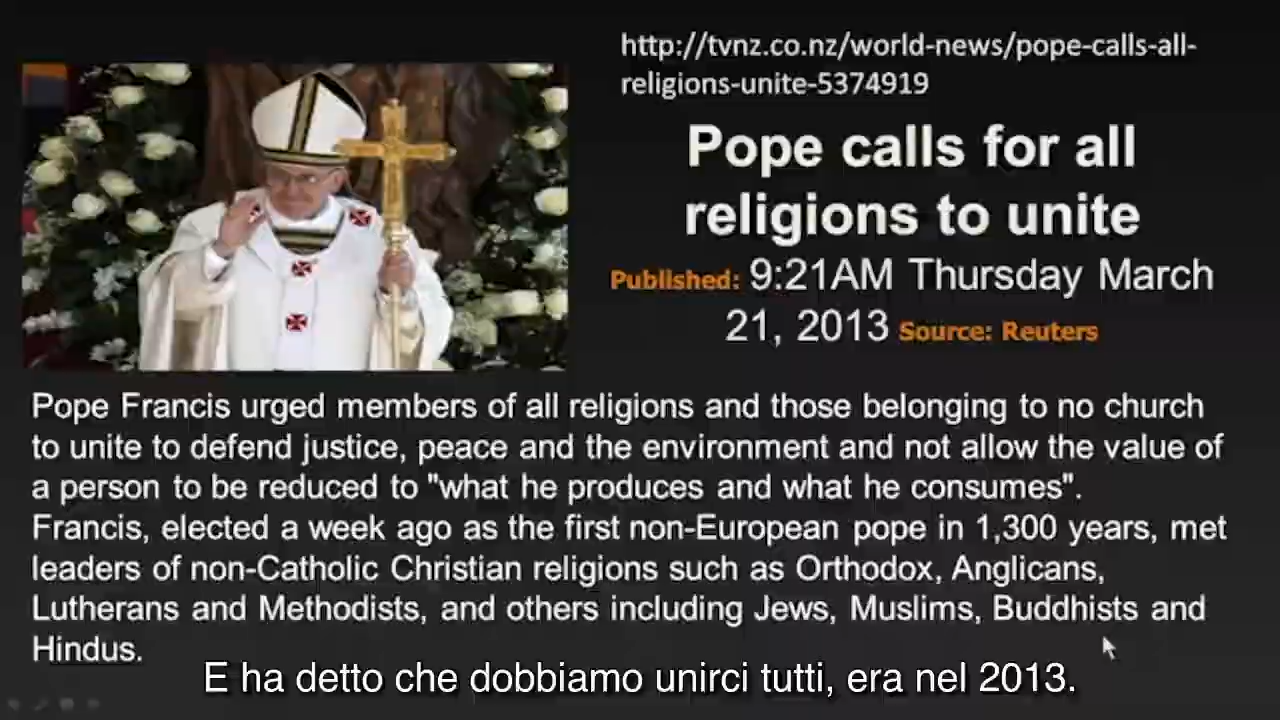 http://tvnz.co.nz/world-news/pope-calls-all-
religions-unite-5374919
Pope calls for all
religions to unite
Published: 9:21AM Thursday March
21, 2013 Source: Reuters
Pope Francis urged members of all religions and those belonging to no church
to unite to defend justice, peace and the environment and not allow the value of
a person to be reduced to "what he produces and what he consumes".
Francis, elected a week ago as the first non-European pope in 1,300 years, met
leaders of non-Catholic Christian religions such as Orthodox, Anglicans,
Lutherans and Methodists, and others including Jews, Muslims, Buddhists and
Hindus.
E ha detto che dobbiamo unirci tutti, era nel 2013.